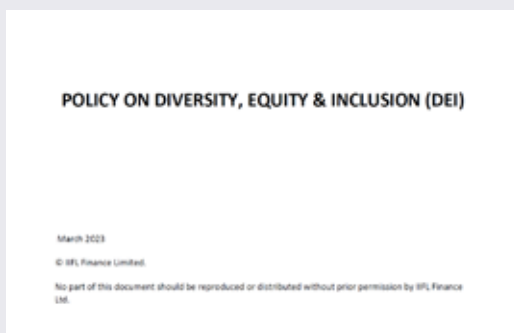 POLICY ON DIVERSITY, EQUITY & INCLUSION (DEI)
March 2023
© IIFL Finance Limited.
No part of this document should be reproduced or distributed without prior permission by IIFL Finance
Ltd.